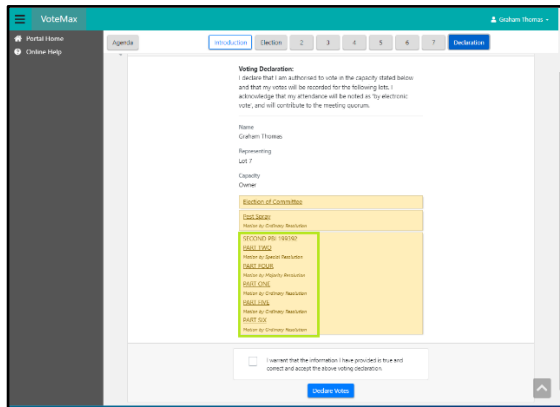 VoteMax
Graham Thomas
Portal Home
Online Help
Agenda
Introduction
Election
2
3
4
5
6
7
Declaration
Voting Declaration:
I declare that I am authorised to vote in the capacity stated below
and that my votes will be recorded for the following lots. I
acknowledge that my attendance will be noted as 'by electronic
vote', and will contribute to the meeting quorum.
Name
Graham Thomas
Representing
Lot 7
Capacity
Owner
Election of Committee
Pest Spray
Motion by Ordinary Resolution
SECOND PBI 199392
PART TWO
Motion by Special Resolution
PART FOUR
Motion by Majority Resolution
PART ONE
Motion by Ordinary Resolution
PART FIVE
Motion by Ordinary Resolution
PART SIX
Motion by Ordinary Resolution
I warrant that the information I have provided is true and
correct and accept the above voting declaration.
Declare Votes